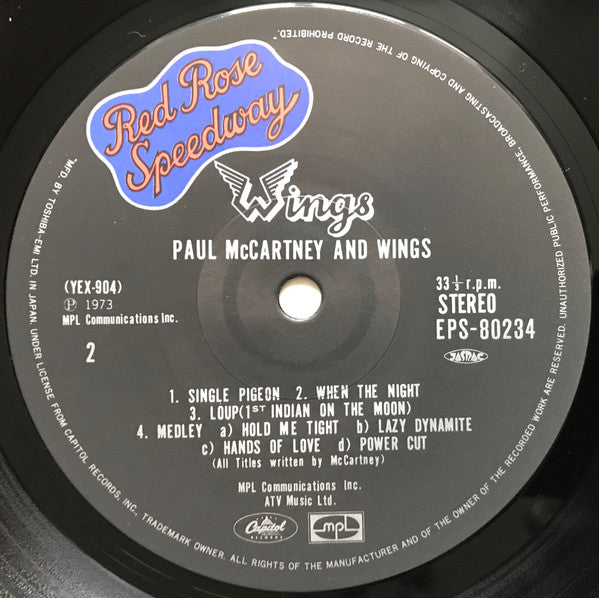 Red Rose
Speedway
Wings
PAUL McCARTNEY AND WINGS
(YEX-904)
Ⓟ 1973
MPL Communications Inc.
2
33 1/3 r.p.m.
STEREO
EPS-80234
JASRAC
1. SINGLE PIGEON 2. WHEN THE NIGHT
3. LOUP(1ST INDIAN ON THE MOON)
4. MEDLEY a) HOLD ME TIGHT b) LAZY DYNAMITE
c) HANDS OF LOVE d) POWER CUT
(All Titles written by McCartney)
MPL Communications Inc.
ATV Music Ltd.
Capitol
RECORDS
mpl
"MFD. BY TOSHIBA-EMI LTD. IN JAPAN, UNDER LICENSE FROM CAPITOL RECORDS, INC., TRADEMARK OWNER. ALL RIGHTS OF THE MANUFACTURER AND OF THE OWNER OF THE RECORDED WORK ARE RESERVED. UNAUTHORIZED PUBLIC PERFORMANCE, BROADCASTING AND COPYING OF THE RECORD PROHIBITED."